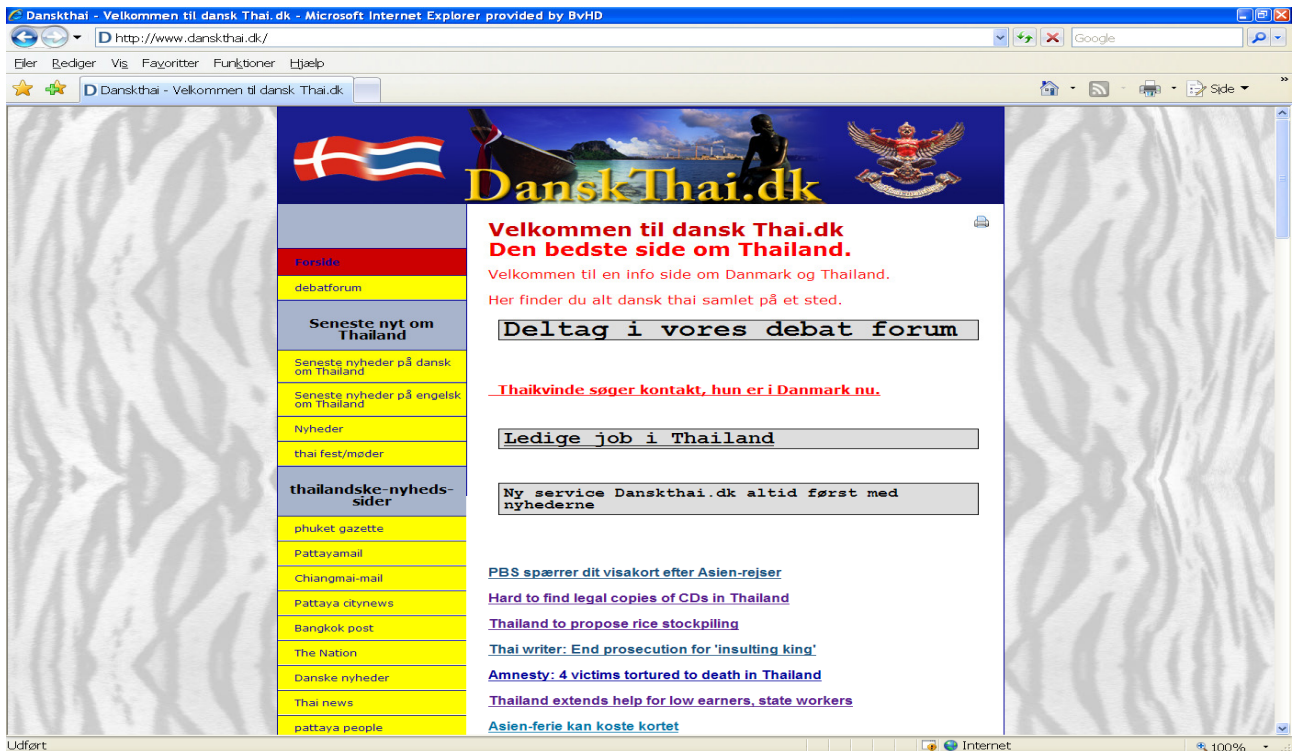 Danskthai - Velkommen til dansk Thai.dk - Microsoft Internet Explorer provided by BvHD
http://www.danskthai.dk/
Google
Filer Rediger Vis Favoritter Funktioner Hjælp
Danskthai - Velkommen til dansk Thai.dk
Side
DanskThai.dk
Forside
debatforum
Seneste nyt om
Thailand
Seneste nyheder på dansk
om Thailand
Seneste nyheder på engelsk
om Thailand
Nyheder
thai fest/møder
thailandske-nyheds-
sider
phuket gazette
Pattayamail
Chiangmai-mail
Pattaya citynews
Bangkok post
The Nation
Danske nyheder
Thai news
pattaya people
Velkommen til dansk Thai.dk
Den bedste side om Thailand.
Velkommen til en info side om Danmark og Thailand.
Her finder du alt dansk thai samlet på et sted.
Deltag i vores debat forum
Thaikvinde søger kontakt, hun er i Danmark nu.
Ledige job i Thailand
Ny service Danskthai.dk altid først med
nyhederne
PBS spærrer dit visakort efter Asien-rejser
Hard to find legal copies of CDs in Thailand
Thailand to propose rice stockpiling
Thai writer: End prosecution for 'insulting king'
Amnesty: 4 victims tortured to death in Thailand
Thailand extends help for low earners, state workers
Asien-ferie kan koste kortet
Udført
Internet
100%